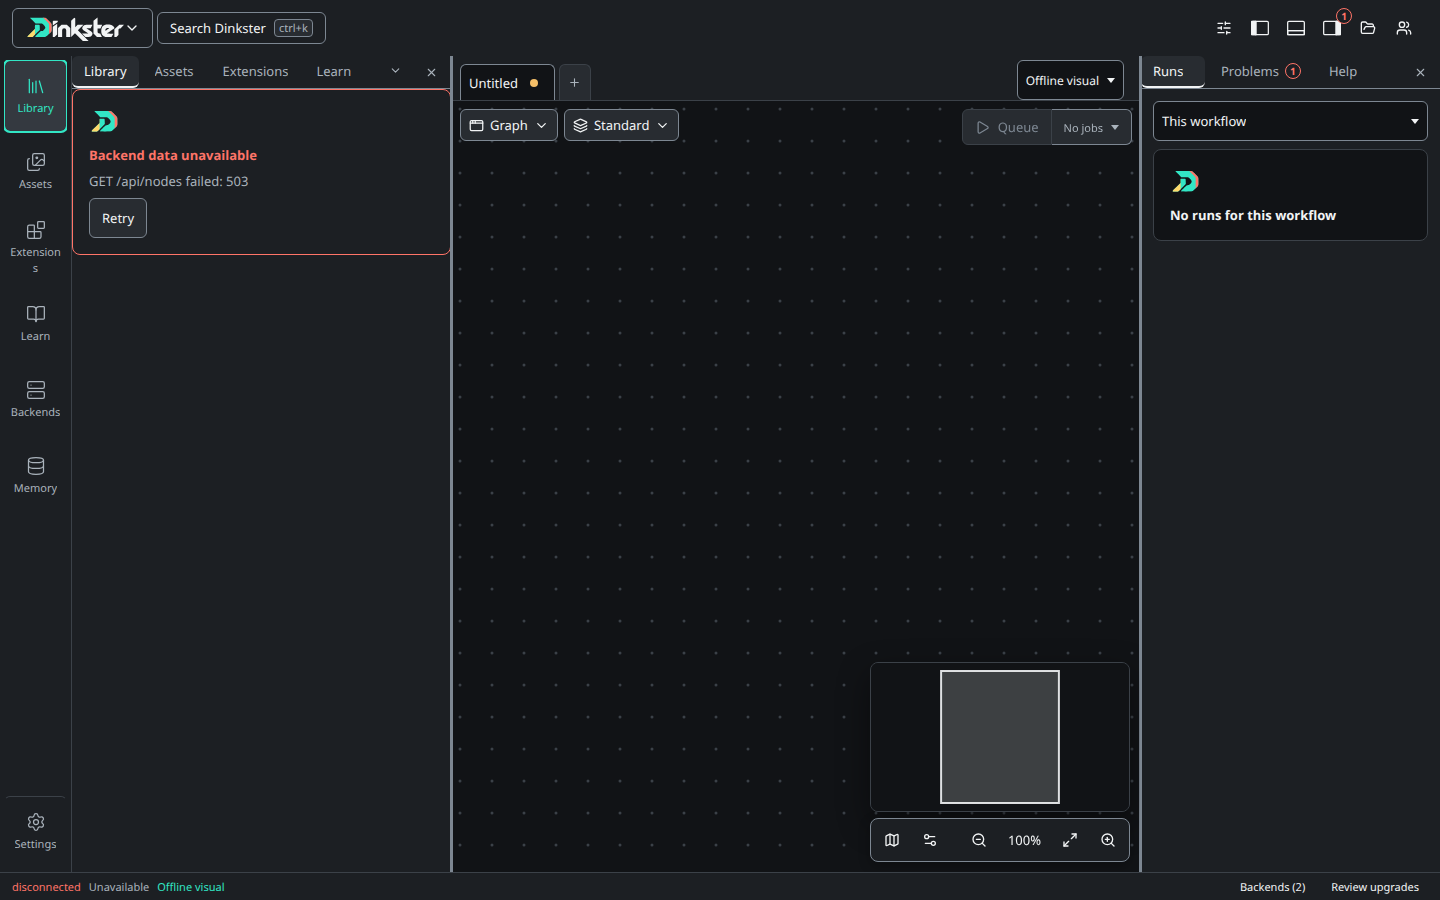 Dinkster
Search Dinkster ctrl+k
1
Library
Assets
Extension
s
Learn
Backends
Memory
Settings
Library Assets Extensions Learn
Backend data unavailable
GET /api/nodes failed: 503
Retry
Untitled
Offline visual
Graph
Standard
Queue
No jobs
100%
Runs Problems 1 Help
This workflow
No runs for this workflow
disconnected Unavailable Offline visual
Backends (2) Review upgrades